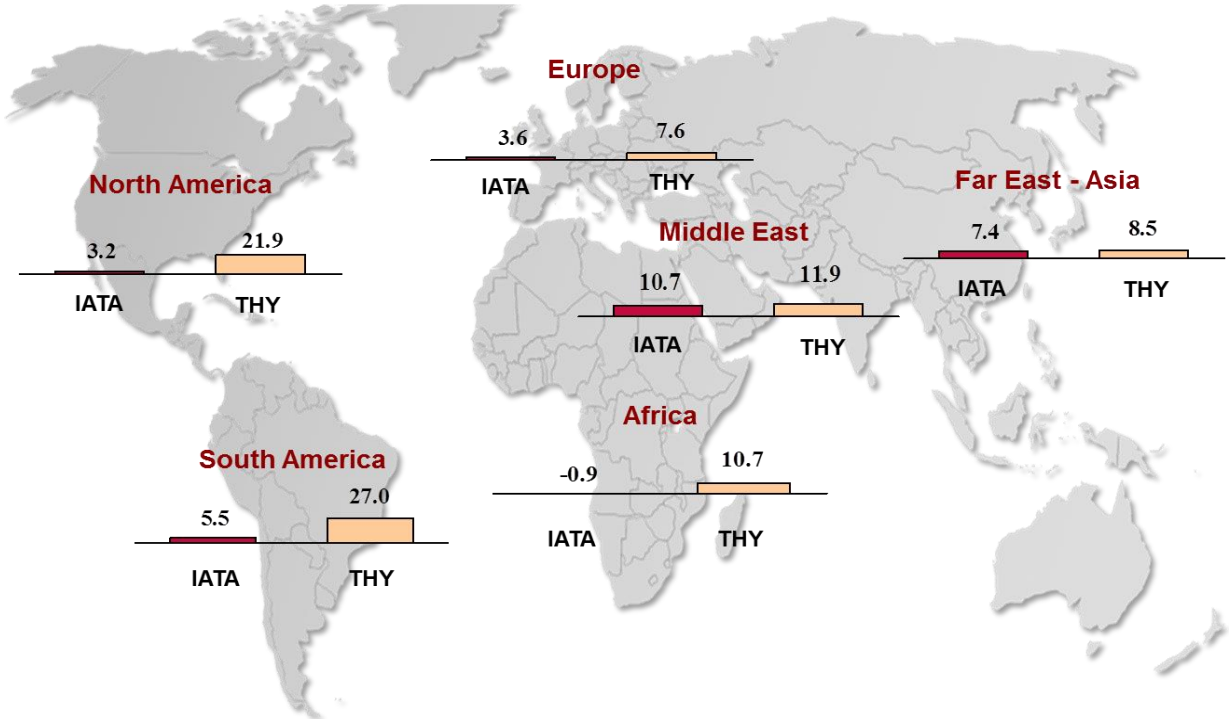 Europe
3.6 7.6
IATA THY
North America
3.2 21.9
IATA THY
Far East - Asia
7.4 8.5
IATA THY
Middle East
10.7 11.9
IATA THY
Africa
-0.9 10.7
IATA THY
South America
5.5 27.0
IATA THY